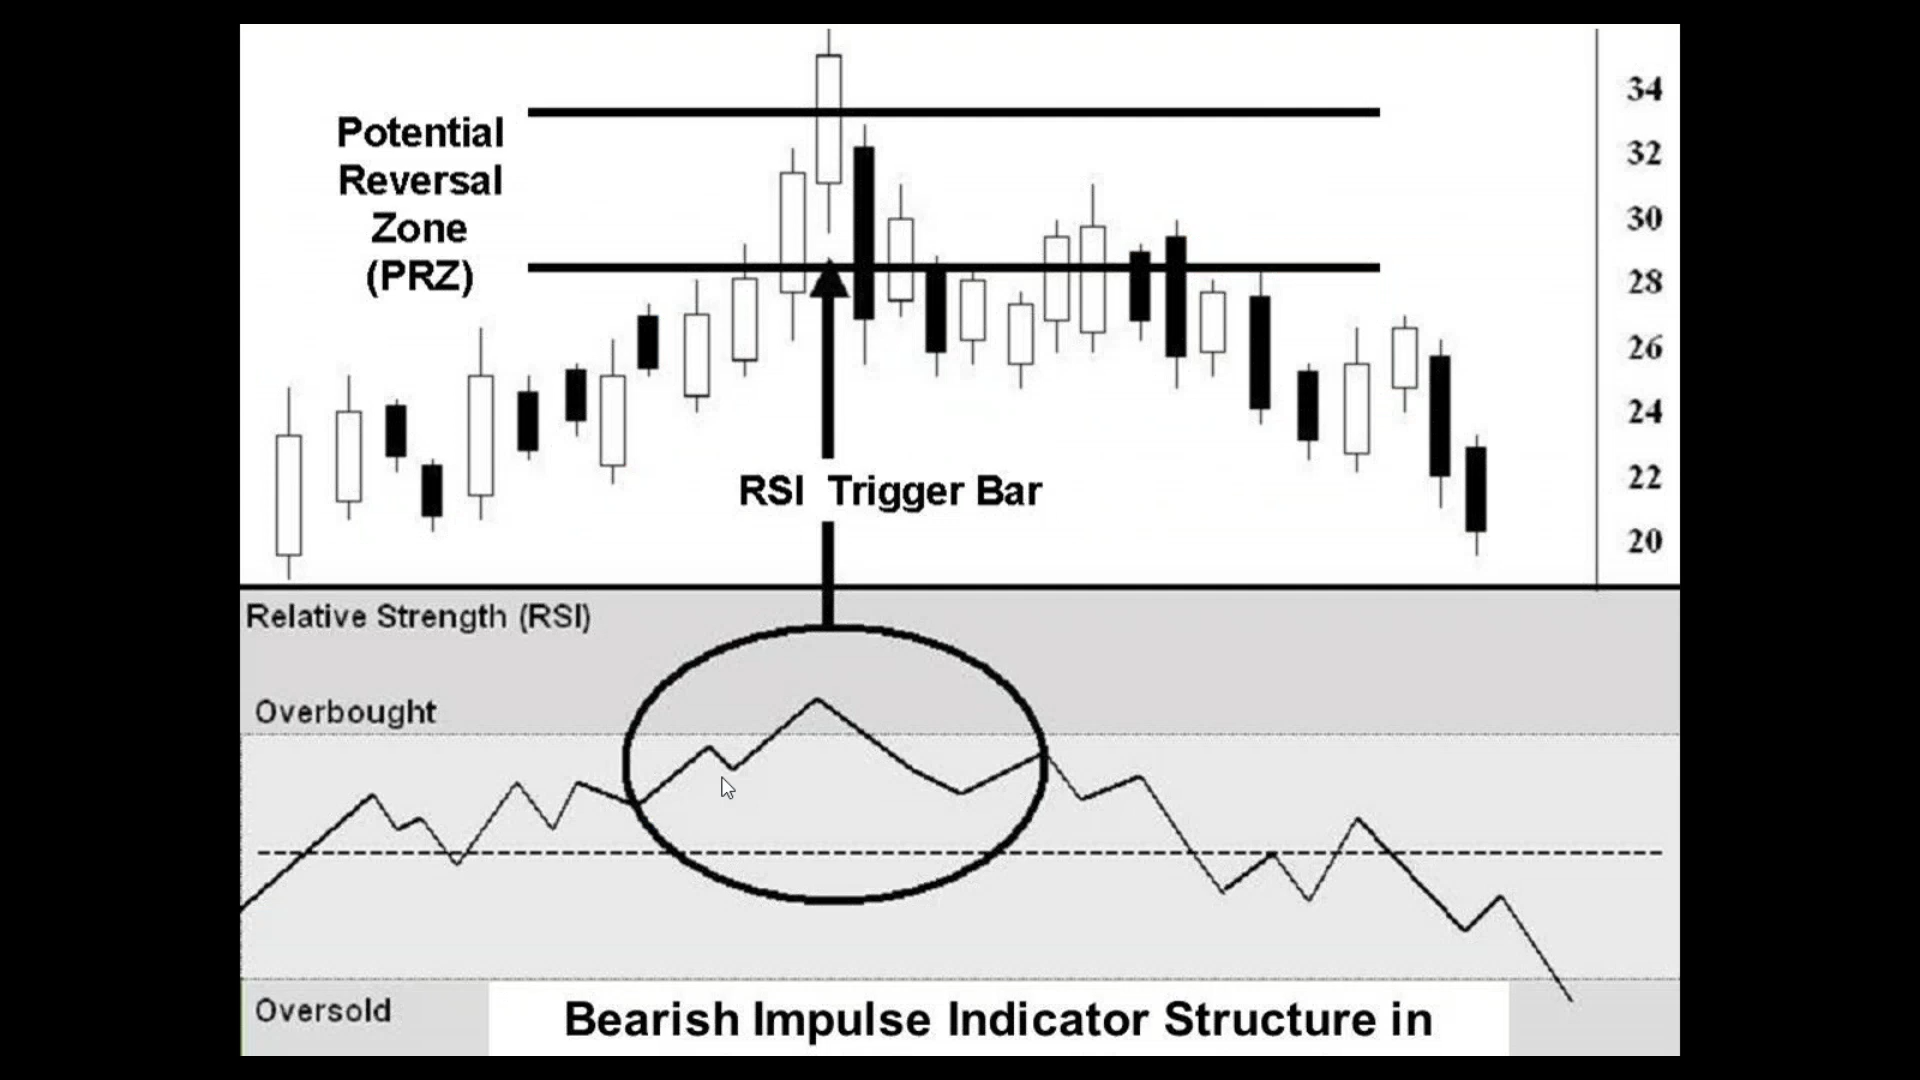 Potential
Reversal
Zone
(PRZ)
34
32
30
28
26
24
22
20
RSI Trigger Bar
Relative Strength (RSI)
Overbought
Oversold
Bearish Impulse Indicator Structure in